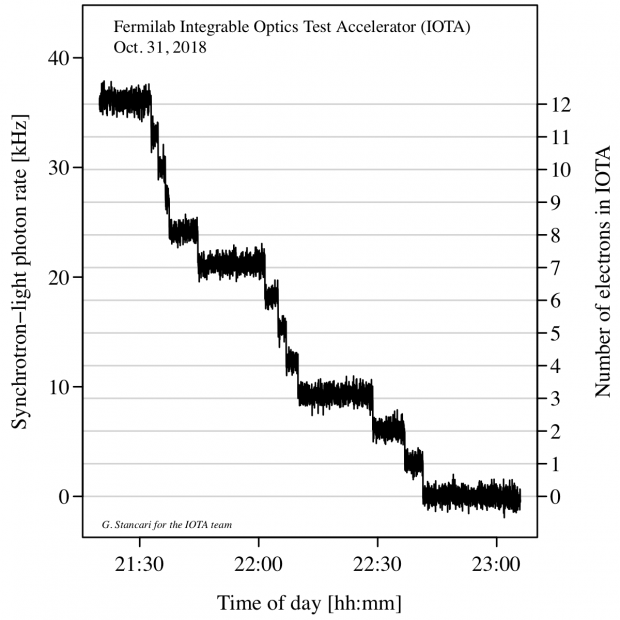 Fermilab Integrable Optics Test Accelerator (IOTA)
Oct. 31, 2018
Synchrotron−light photon rate [kHz]
40
30
20
10
0
12
11
10
9
8
7
6
5
4
3
2
1
0
Number of electrons in IOTA
G. Stancari for the IOTA team
21:30 22:00 22:30 23:00
Time of day [hh:mm]